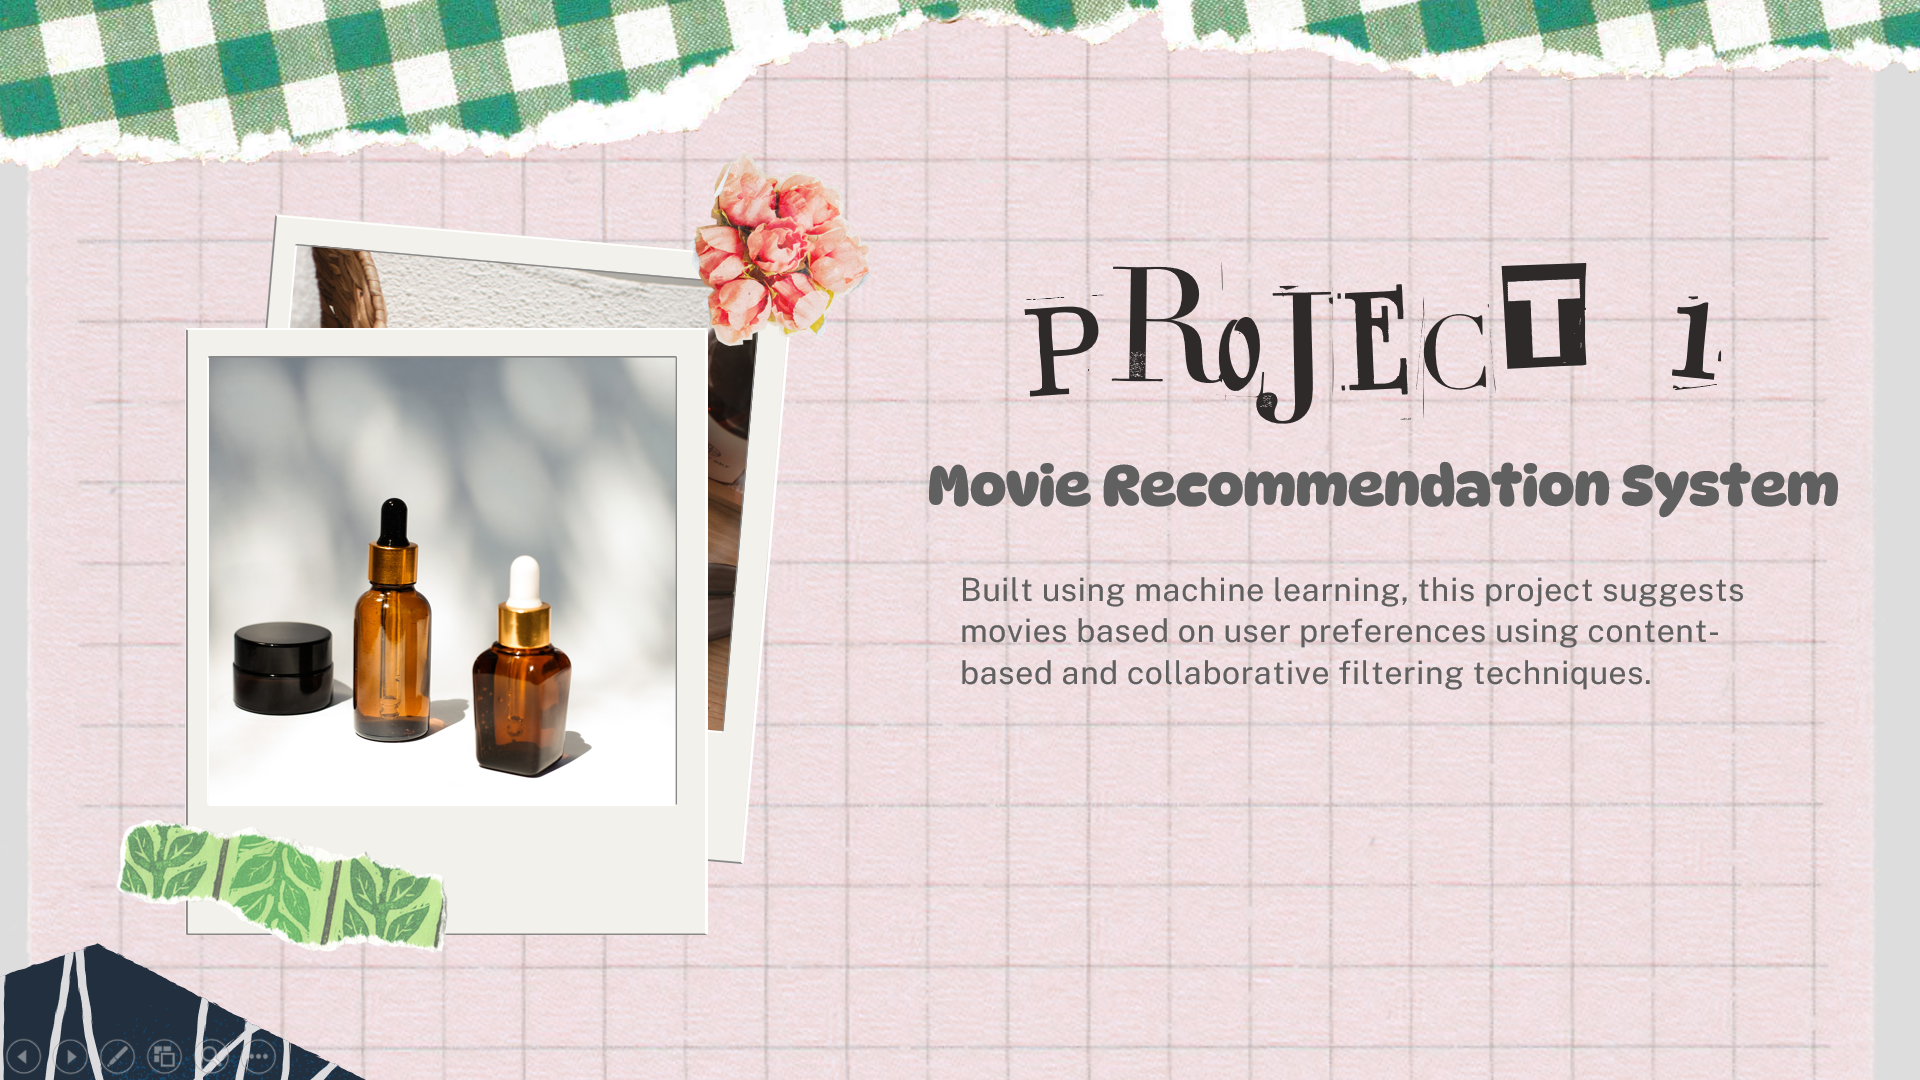 PRoJECT 1
Movie Recommendation System
Built using machine learning, this project suggests
movies based on user preferences using content-
based and collaborative filtering techniques.